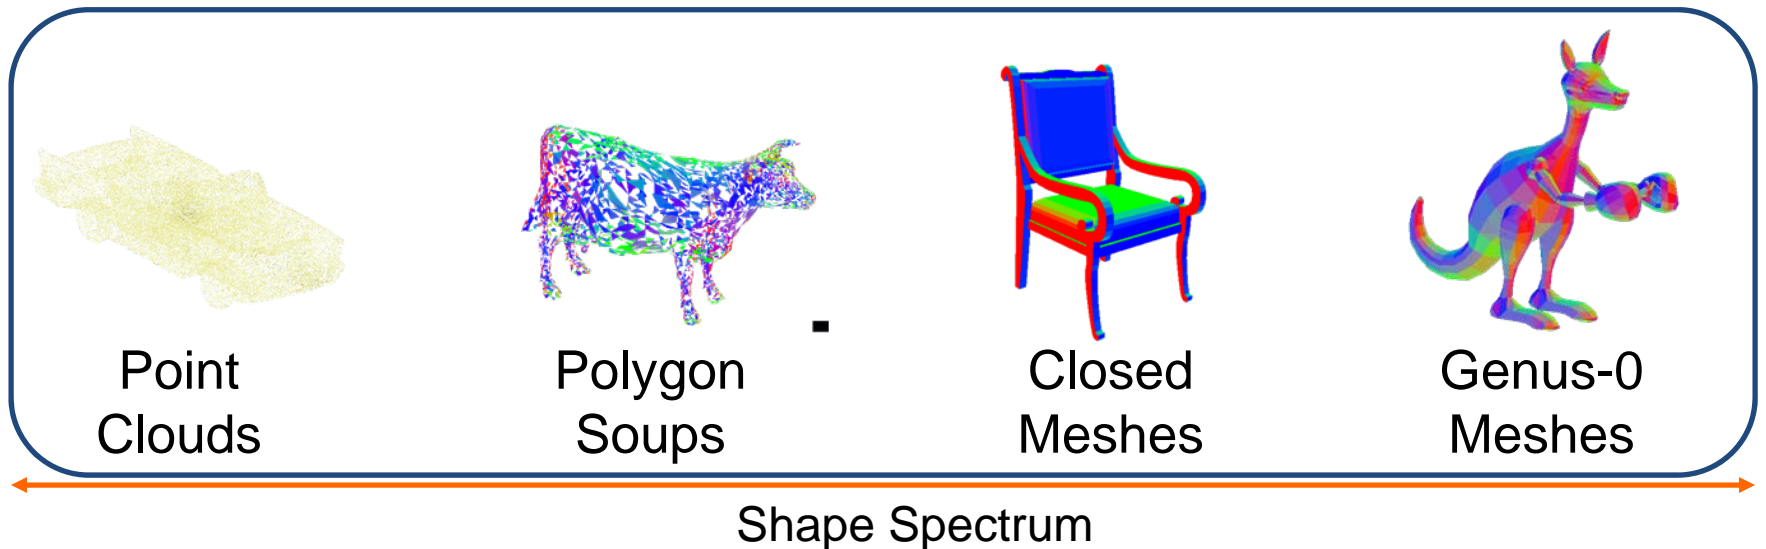 Point
Clouds
Polygon
Soups
Closed
Meshes
Genus-0
Meshes
Shape Spectrum